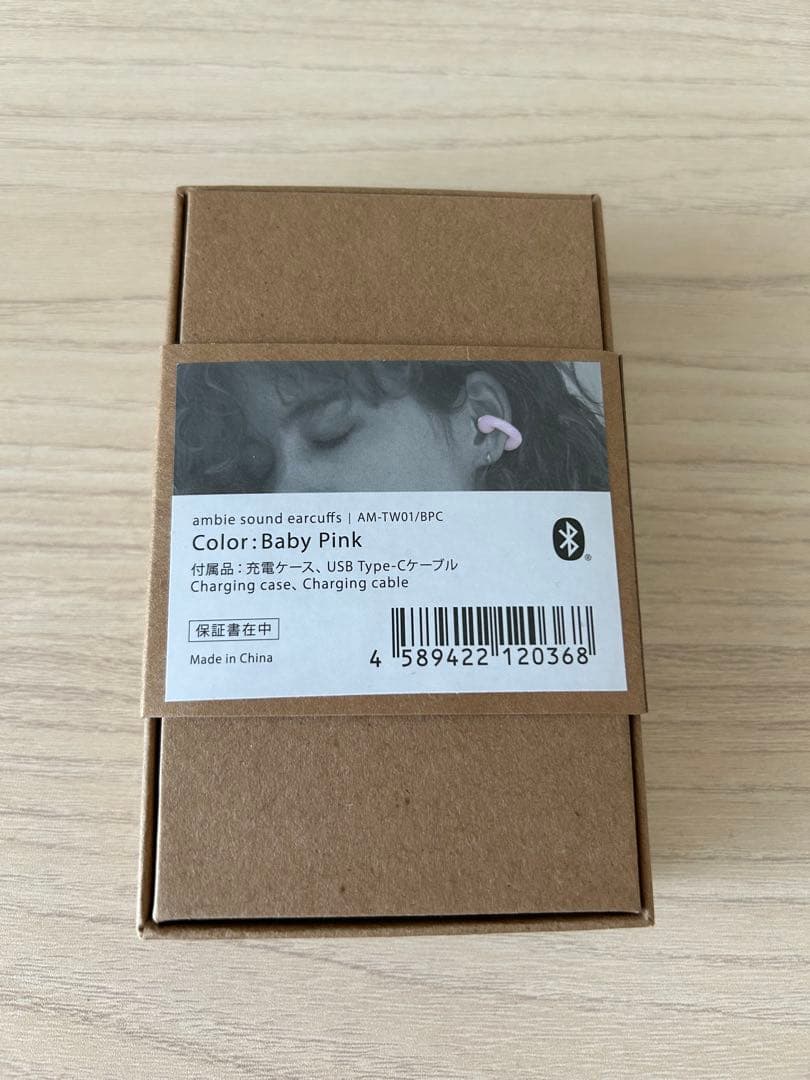 ambie sound earcuffs | AM-TW01/BPC
Color:Baby Pink
付属品：充電ケース、USB Type-Cケーブル
Charging case、Charging cable
保証書在中
Made in China
4 589422 120368
®